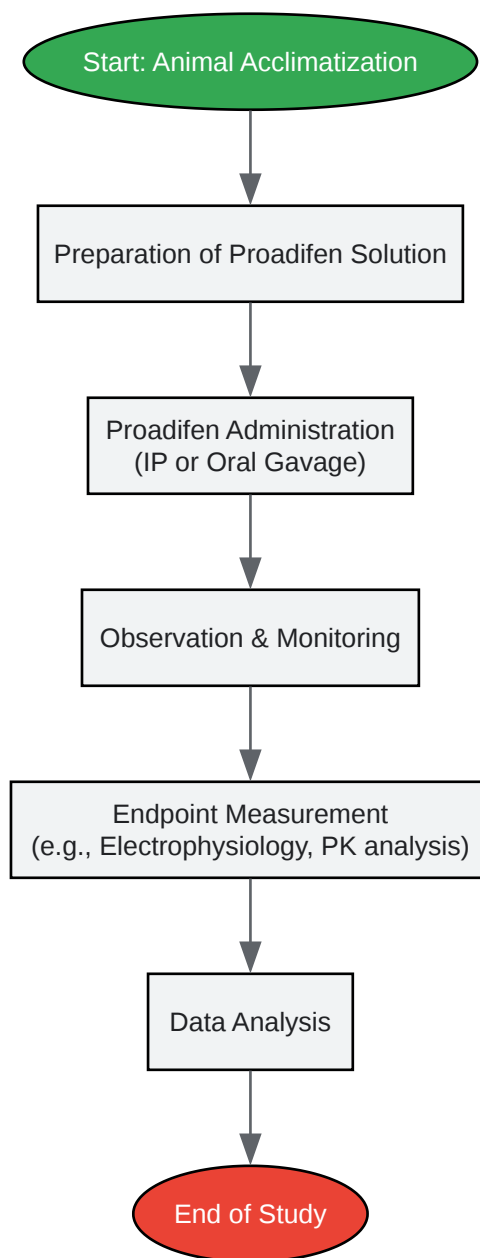 Start: Animal Acclimatization
Preparation of Proadifen Solution
Proadifen Administration
(IP or Oral Gavage)
Observation & Monitoring
Endpoint Measurement
(e.g., Electrophysiology, PK analysis)
Data Analysis
End of Study